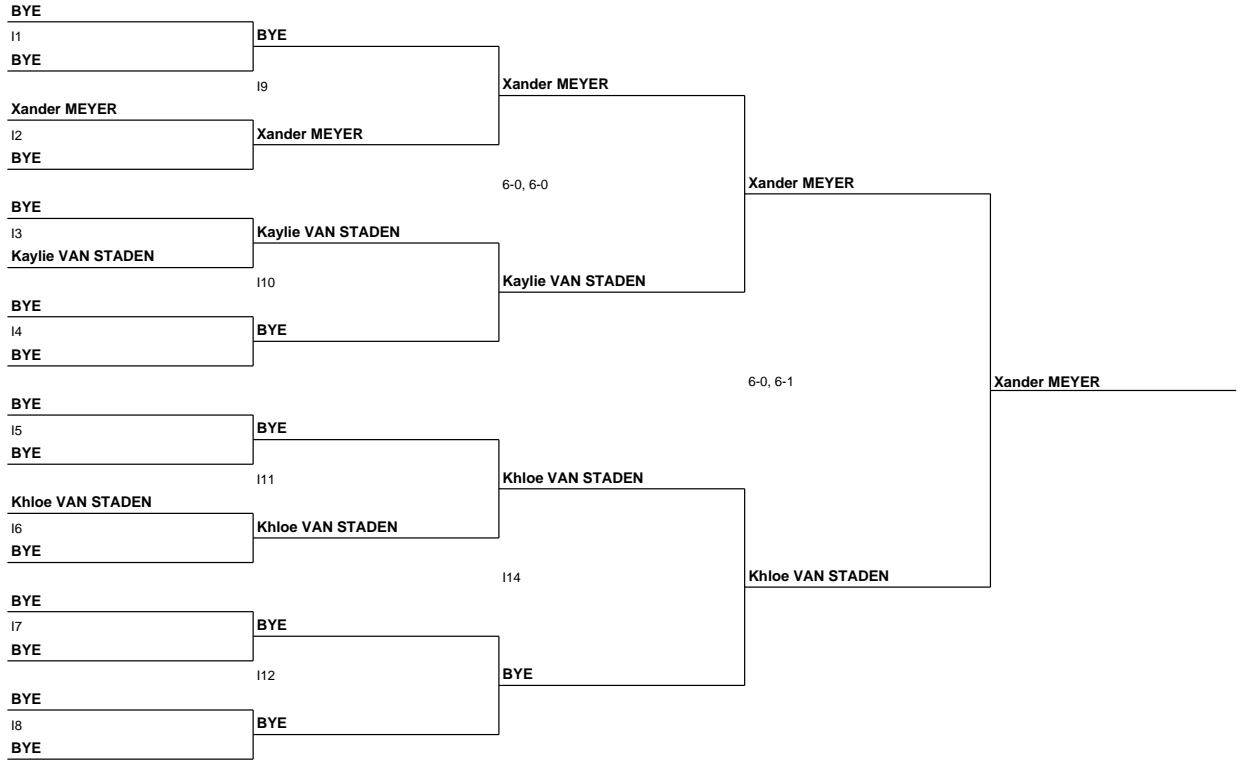 BYE
I1
BYE
Xander MEYER
I2
BYE
BYE
I3
Kaylie VAN STADEN
BYE
I4
BYE
BYE
I5
BYE
Khloe VAN STADEN
I6
BYE
BYE
I7
BYE
BYE
I8
BYE
BYE
I9
Xander MEYER
Kaylie VAN STADEN
I10
BYE
BYE
I11
Khloe VAN STADEN
BYE
I12
BYE
Xander MEYER
6-0, 6-0
Kaylie VAN STADEN
Khloe VAN STADEN
I14
BYE
Xander MEYER
6-0, 6-1
Khloe VAN STADEN
Xander MEYER